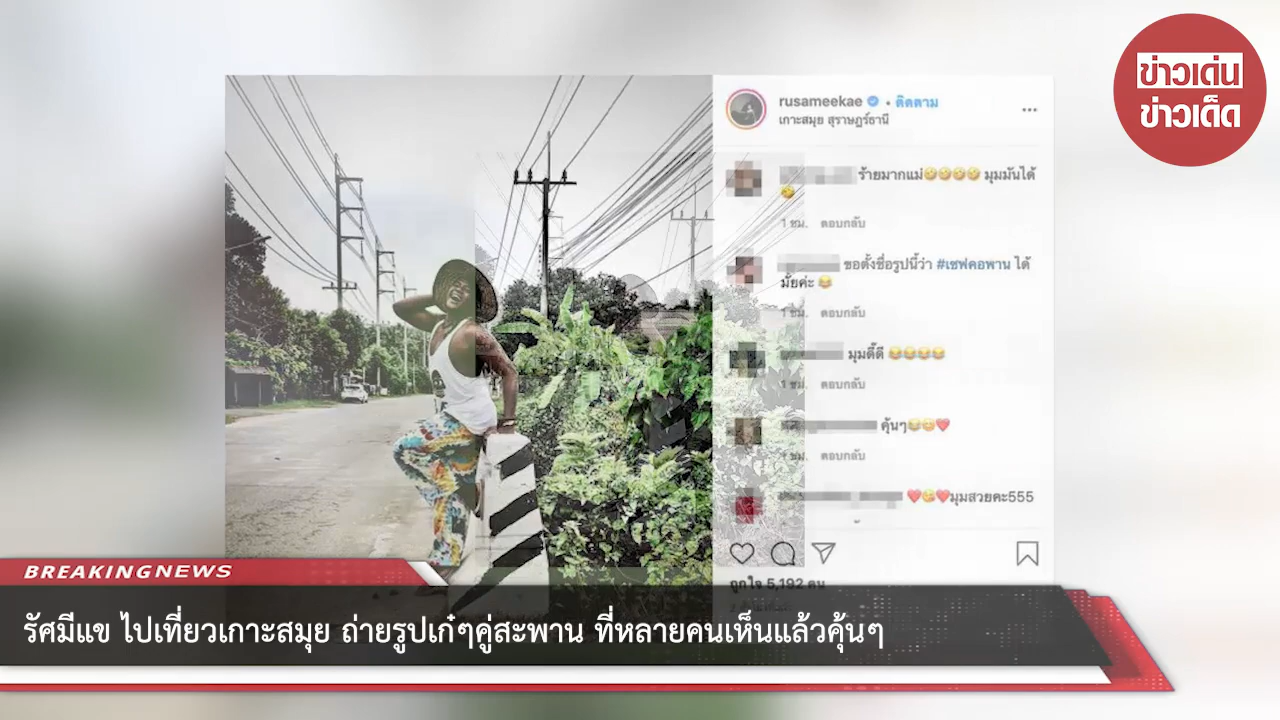 ข่าวเด่น
ข่าวเด็ด
rusameekae • ติดตาม
เกาะสมุย สุราษฎร์ธานี
ร้ายมากแม่🤣🤣🤣🤣 มุมมันได้
🤣
1 ชม. ตอบกลับ
ขอตั้งชื่อรูปนี้ว่า #เชฟคอพาน ได้
มั้ยค่ะ 😂
1 ชม. ตอบกลับ
มุมดี๊ดี 😂😂😂😂
1 ชม. ตอบกลับ
คุ้นๆ😂😊❤️
1 ชม. ตอบกลับ
❤️😘❤️มุมสวยคะ555
ถูกใจ 5,192 คน
BREAKINGNEWS
รัศมีแข ไปเที่ยวเกาะสมุย ถ่ายรูปเก๋ๆคู่สะพาน ที่หลายคนเห็นแล้วคุ้นๆ